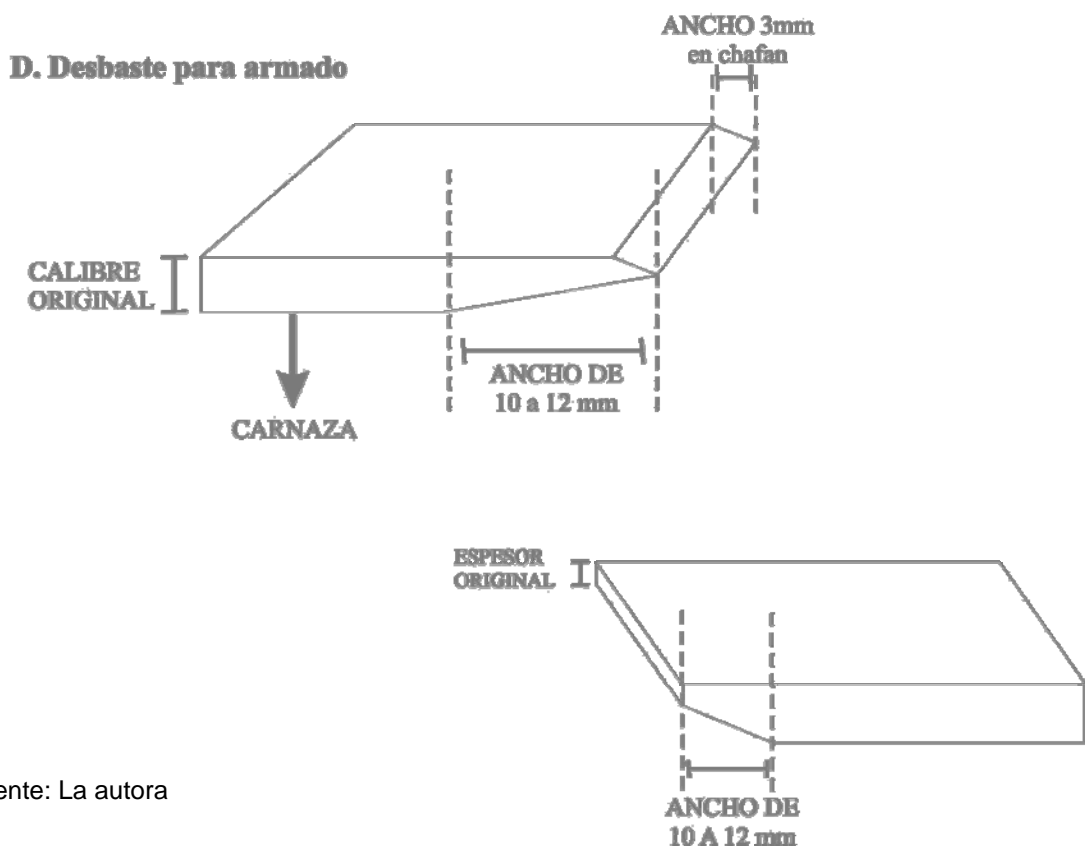 ANCHO 3mm
en chafan
D. Desbaste para armado
CALIBRE
ORIGINAL
ANCHO DE
10 a 12 mm
CARNAZA
ESPESOR
ORIGINAL
ente: La autora
ANCHO DE
10 A 12 mm